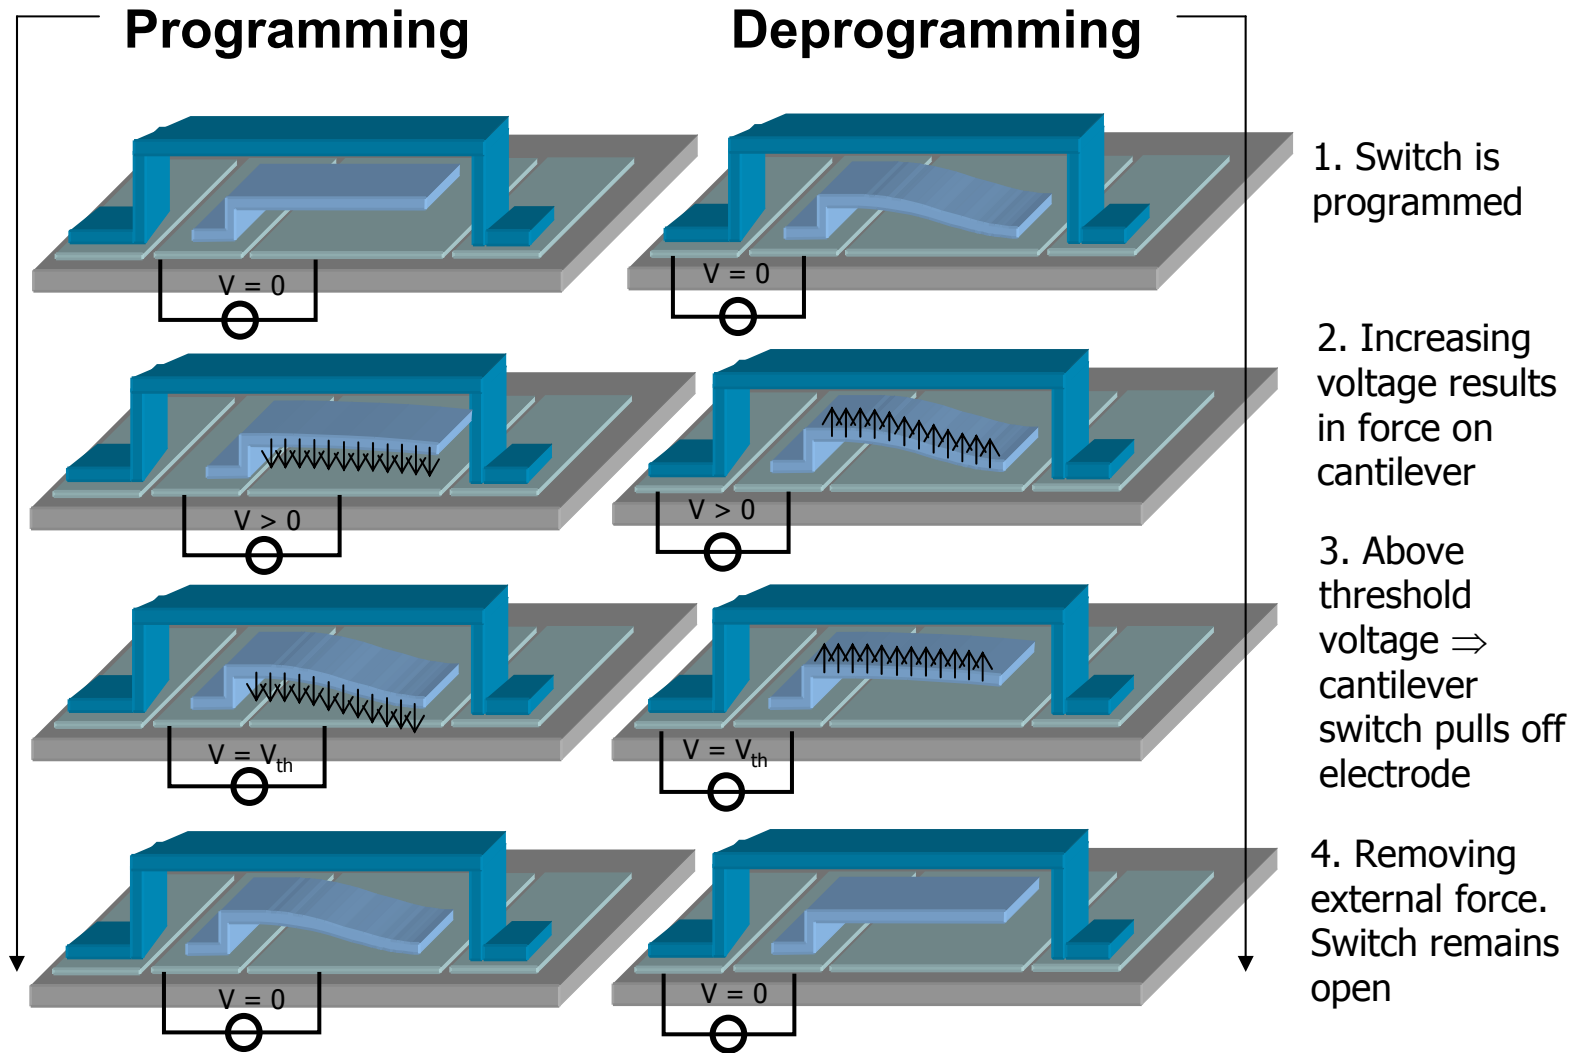 Programming
Deprogramming
V = 0
V = 0
1. Switch is
programmed
V > 0
V > 0
2. Increasing
voltage results
in force on
cantilever
V = Vth
V = Vth
3. Above
threshold
voltage ⇒
cantilever
switch pulls off
electrode
V = 0
V = 0
4. Removing
external force.
Switch remains
open